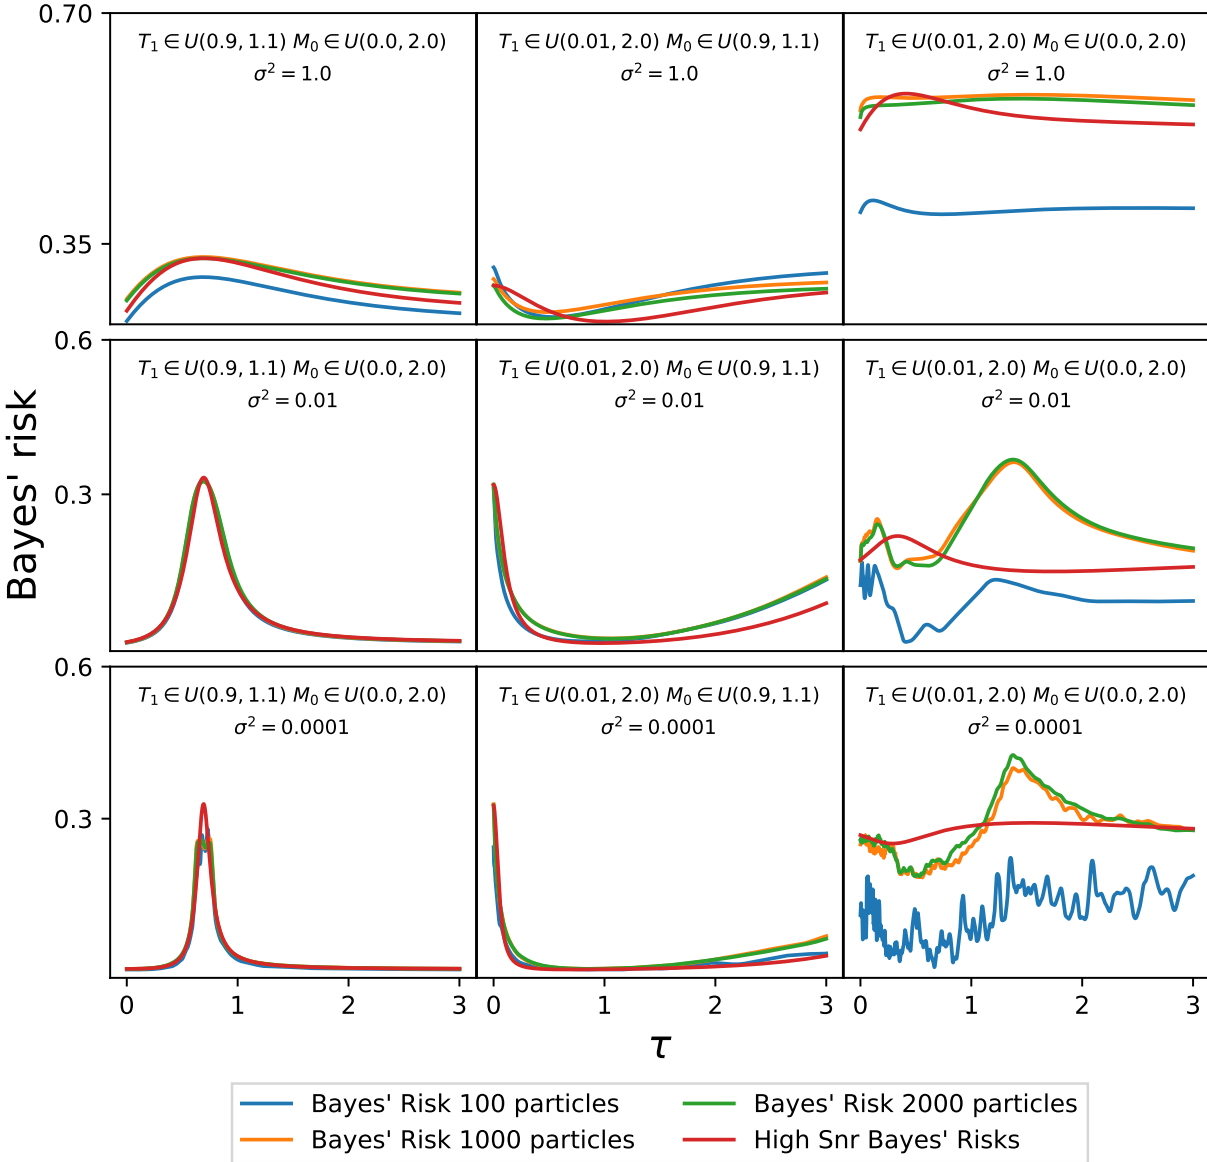 0.70
T₁ ∈ U(0.9, 1.1) M₀ ∈ U(0.0, 2.0)
σ² = 1.0
T₁ ∈ U(0.01, 2.0) M₀ ∈ U(0.9, 1.1)
σ² = 1.0
T₁ ∈ U(0.01, 2.0) M₀ ∈ U(0.0, 2.0)
σ² = 1.0
0.35
0.6
T₁ ∈ U(0.9, 1.1) M₀ ∈ U(0.0, 2.0)
σ² = 0.01
T₁ ∈ U(0.01, 2.0) M₀ ∈ U(0.9, 1.1)
σ² = 0.01
T₁ ∈ U(0.01, 2.0) M₀ ∈ U(0.0, 2.0)
σ² = 0.01
0.3
Bayes' risk
0.6
T₁ ∈ U(0.9, 1.1) M₀ ∈ U(0.0, 2.0)
σ² = 0.0001
T₁ ∈ U(0.01, 2.0) M₀ ∈ U(0.9, 1.1)
σ² = 0.0001
T₁ ∈ U(0.01, 2.0) M₀ ∈ U(0.0, 2.0)
σ² = 0.0001
0.3
0 1 2 3 0 1 2 3 0 1 2 3
τ
Bayes' Risk 100 particles
Bayes' Risk 1000 particles
Bayes' Risk 2000 particles
High Snr Bayes' Risks